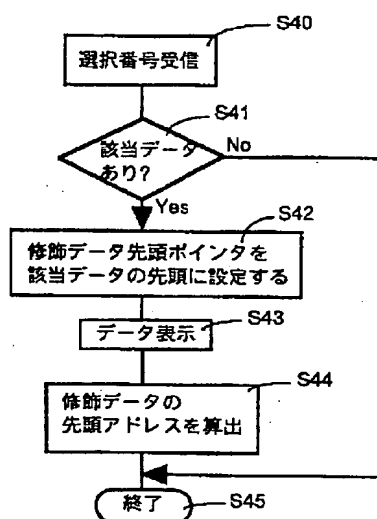 S40
選択番号受信
S41
該当データ
あり?
No
Yes
S42
修飾データ先頭ポインタを
該当データの先頭に設定する
S43
データ表示
S44
修飾データの
先頭アドレスを算出
終了
S45